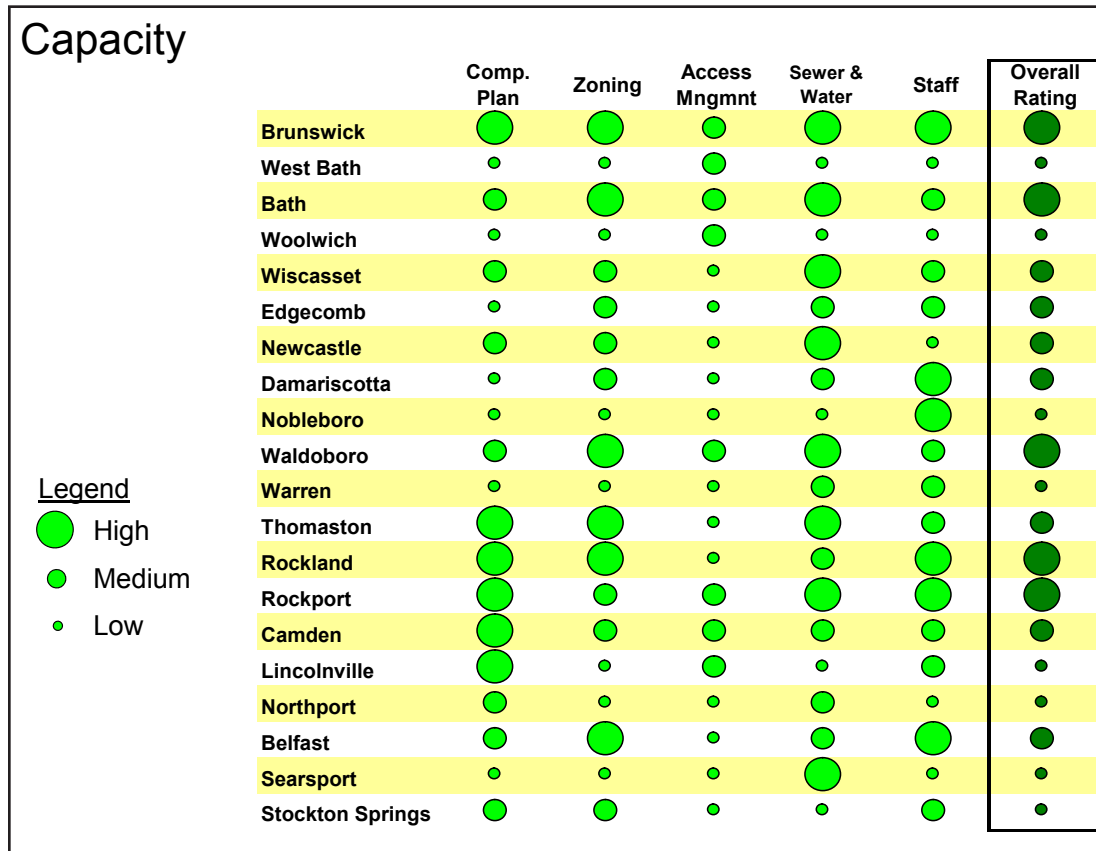 Capacity
Comp. Plan
Zoning
Access Mngmnt
Sewer & Water
Staff
Overall Rating
Brunswick
West Bath
Bath
Woolwich
Wiscasset
Edgecomb
Newcastle
Damariscotta
Nobleboro
Waldoboro
Warren
Thomaston
Rockland
Rockport
Camden
Lincolnville
Northport
Belfast
Searsport
Stockton Springs
Legend
High
Medium
Low